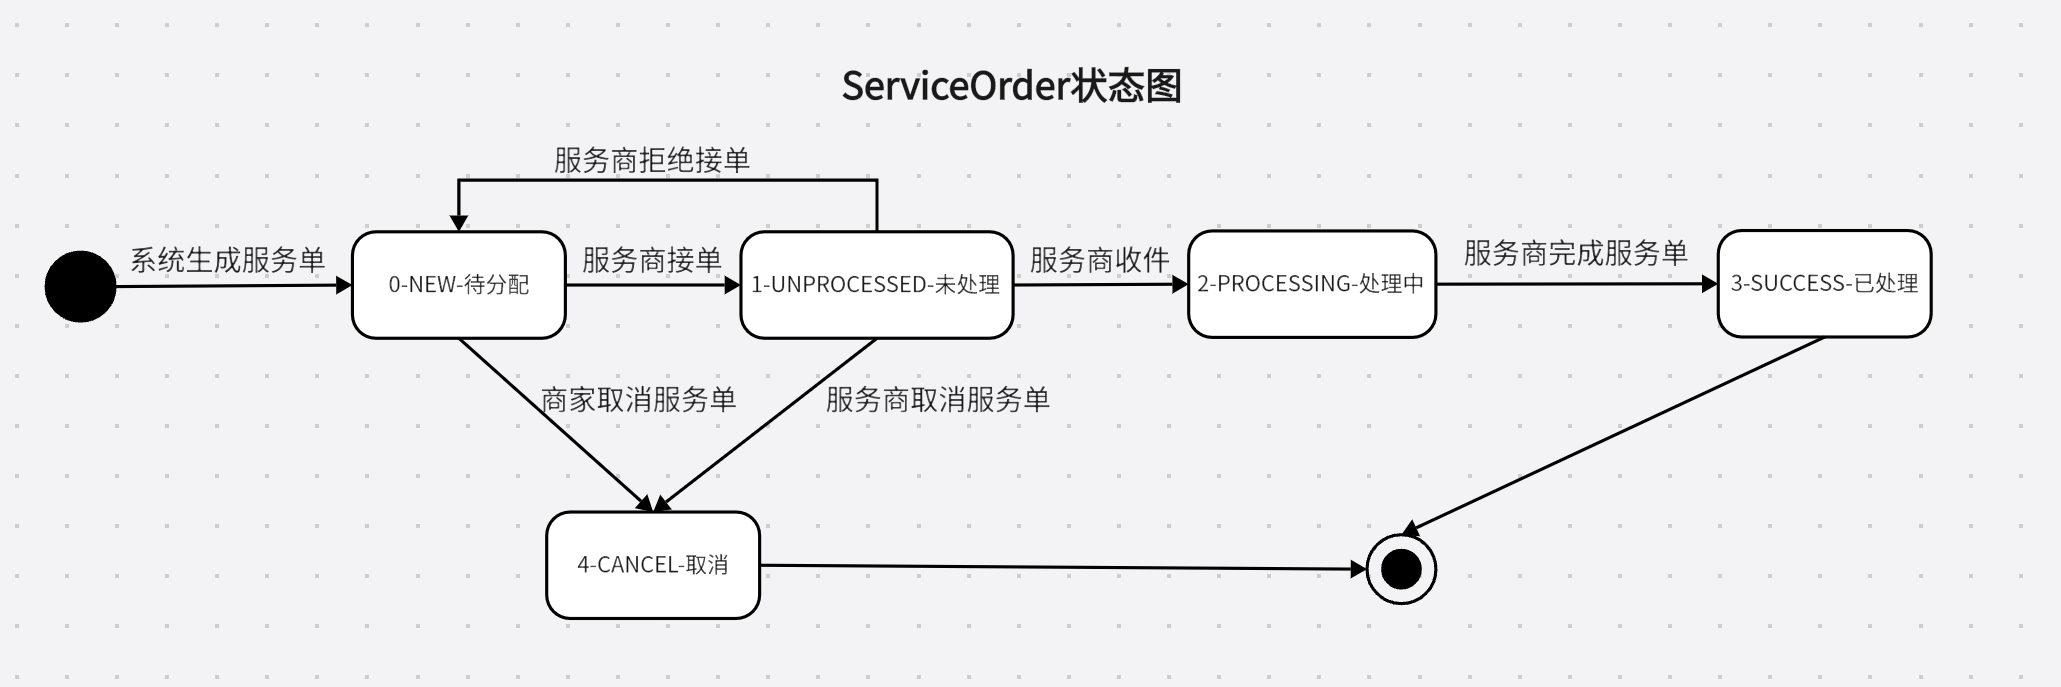 ServiceOrder状态图
服务商拒绝接单
系统生成服务单
服务商接单
服务商收件
服务商完成服务单
0-NEW-待分配
1-UNPROCESSED-未处理
2-PROCESSING-处理中
3-SUCCESS-已处理
商家取消服务单
服务商取消服务单
4-CANCEL-取消